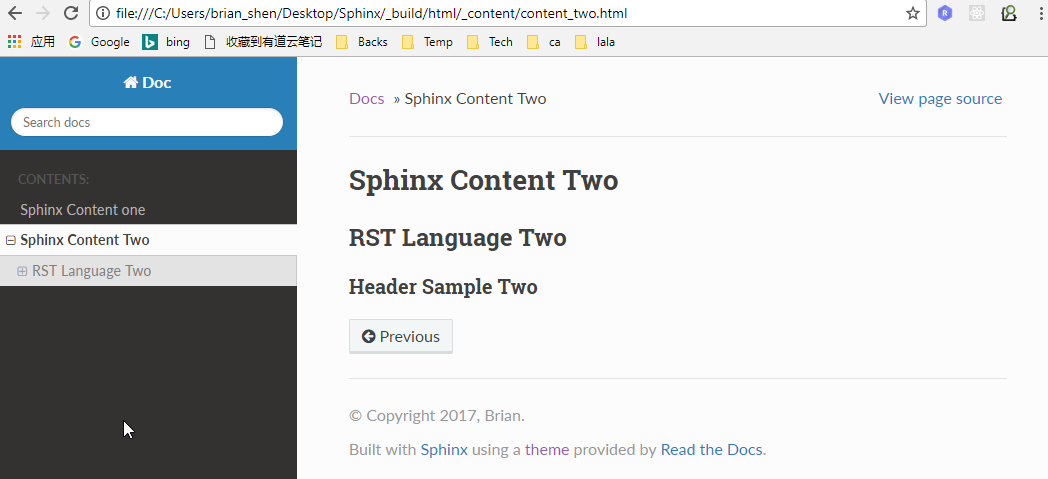 file:///C:/Users/brian_shen/Desktop/Sphinx/_build/html/_content/content_two.html
应用 bing 收藏到有道云笔记 Backs Temp Tech ca lala
Doc
Search docs
CONTENTS:
Sphinx Content one
Sphinx Content Two
RST Language Two
Docs » Sphinx Content Two
View page source
Sphinx Content Two
RST Language Two
Header Sample Two
Previous
© Copyright 2017, Brian.
Built with Sphinx using a theme provided by Read the Docs.